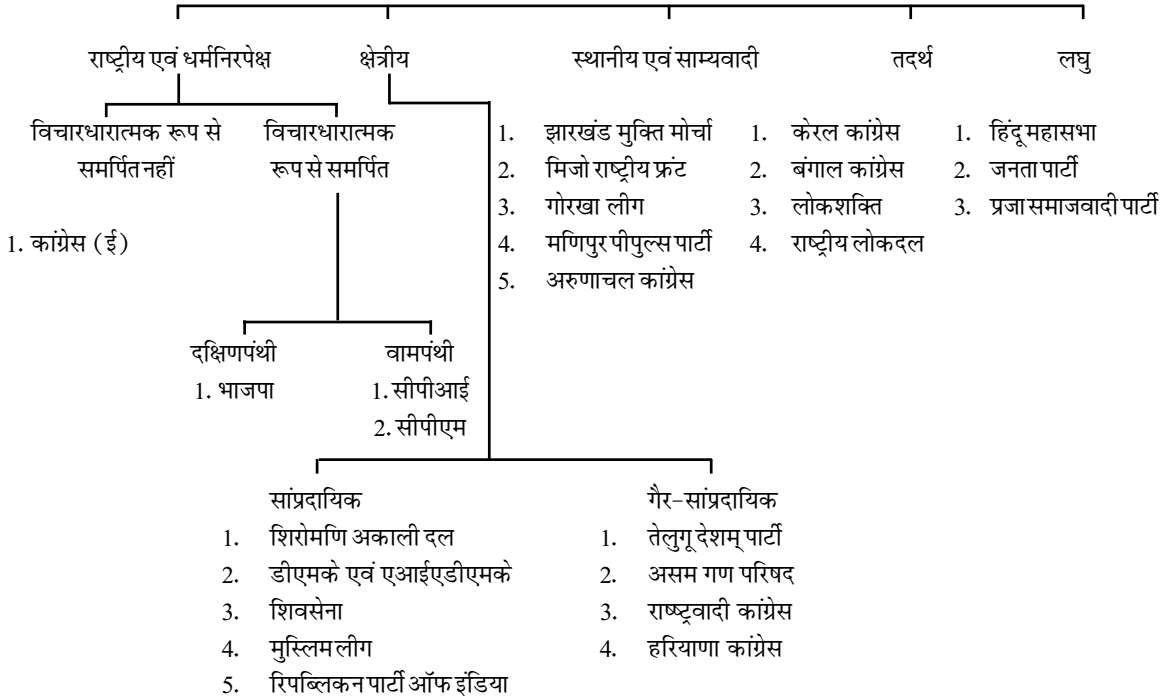 राष्ट्रीय एवं धर्मनिरपेक्ष
क्षेत्रीय
स्थानीय एवं साम्यवादी
तदर्थ
लघु
विचारधारात्मक रूप से
समर्पित नहीं
1. कांग्रेस (ई)
विचारधारात्मक
रूप से समर्पित
दक्षिणपंथी
1. भाजपा
वामपंथी
1. सीपीआई
2. सीपीएम
1. झारखंड मुक्ति मोर्चा
2. मिजो राष्ट्रीय फ्रंट
3. गोरखा लीग
4. मणिपुर पीपुल्स पार्टी
5. अरुणाचल कांग्रेस
1. केरल कांग्रेस
2. बंगाल कांग्रेस
3. लोकशक्ति
4. राष्ट्रीय लोकदल
1. हिंदू महासभा
2. जनता पार्टी
3. प्रजा समाजवादी पार्टी
सांप्रदायिक
1. शिरोमणि अकाली दल
2. डीएमके एवं एआईएडीएमके
3. शिवसेना
4. मुस्लिम लीग
5. रिपब्लिकन पार्टी ऑफ इंडिया
गैर-सांप्रदायिक
1. तेलुगू देशम् पार्टी
2. असम गण परिषद
3. राष्ष्ट्रवादी कांग्रेस
4. हरियाणा कांग्रेस